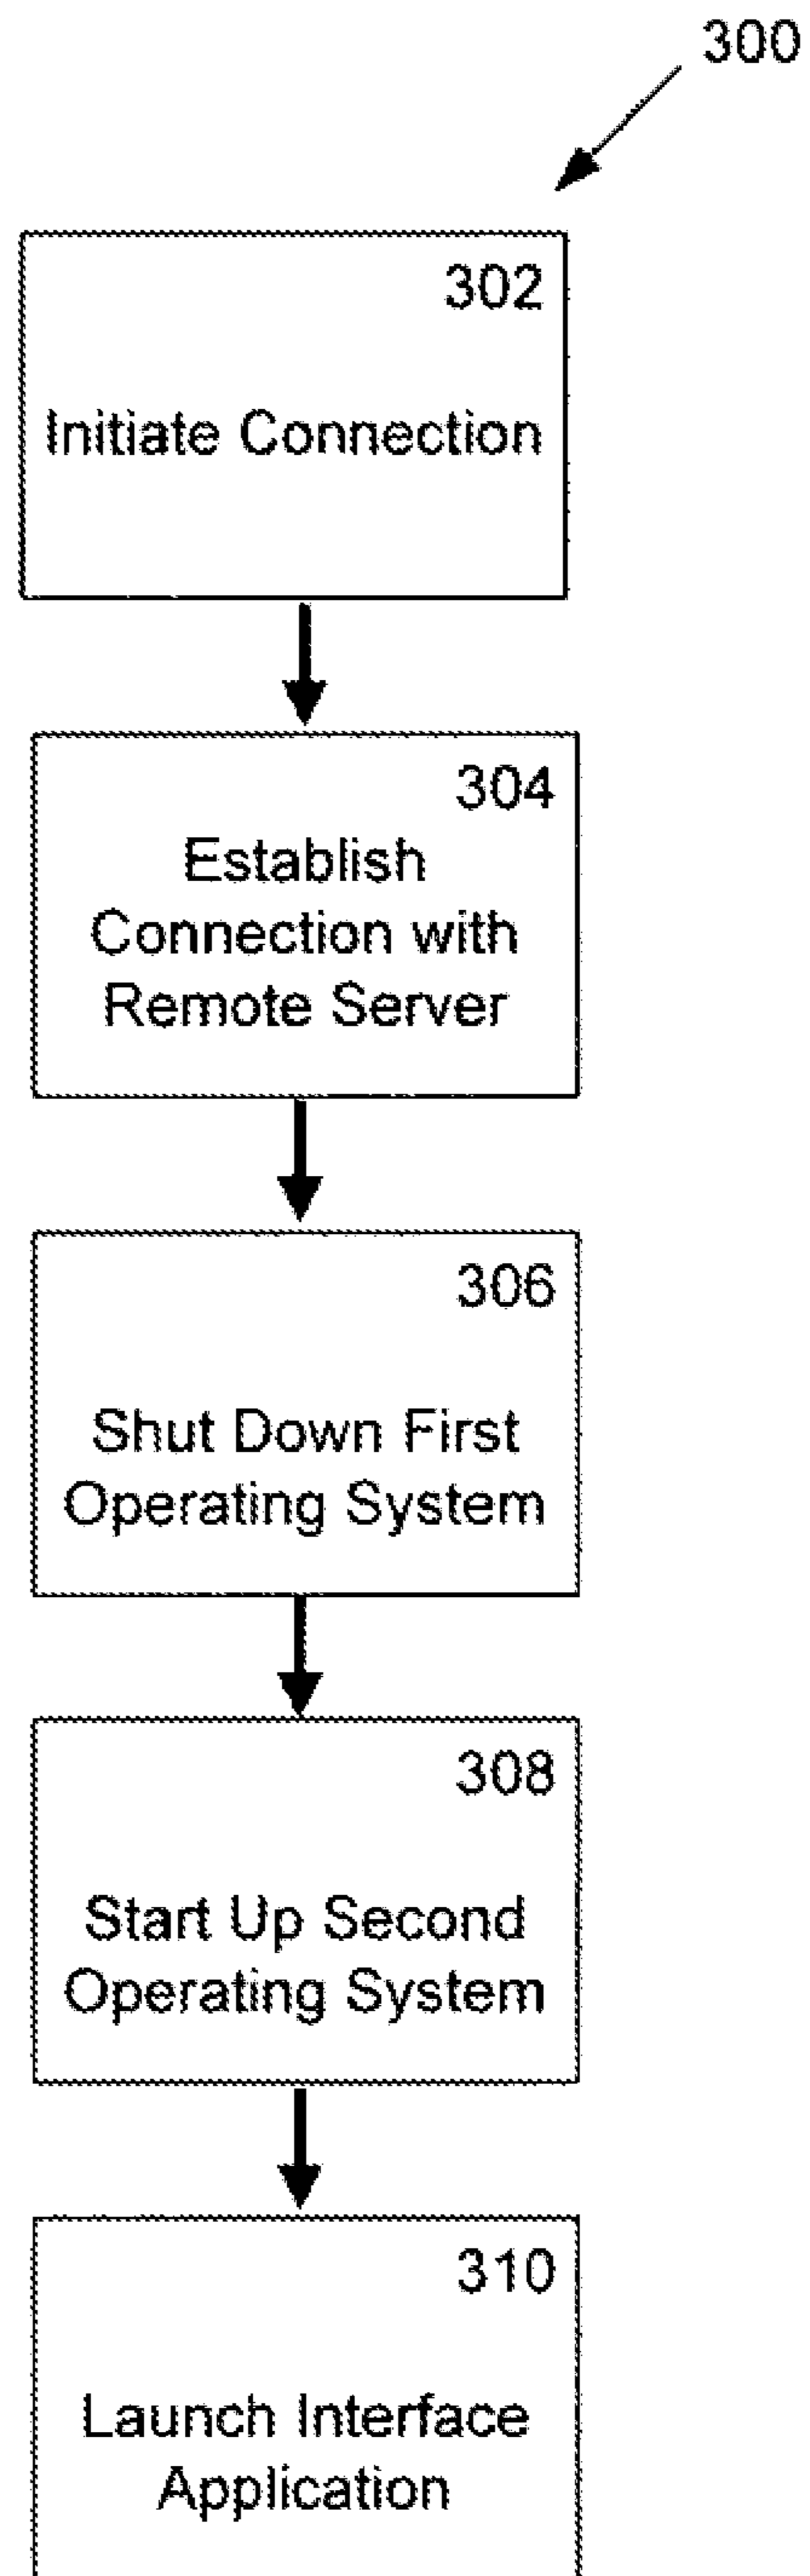 300
302
Initiate Connection
304
Establish
Connection with
Remote Server
306
Shut Down First
Operating System
308
Start Up Second
Operating System
310
Launch Interface
Application